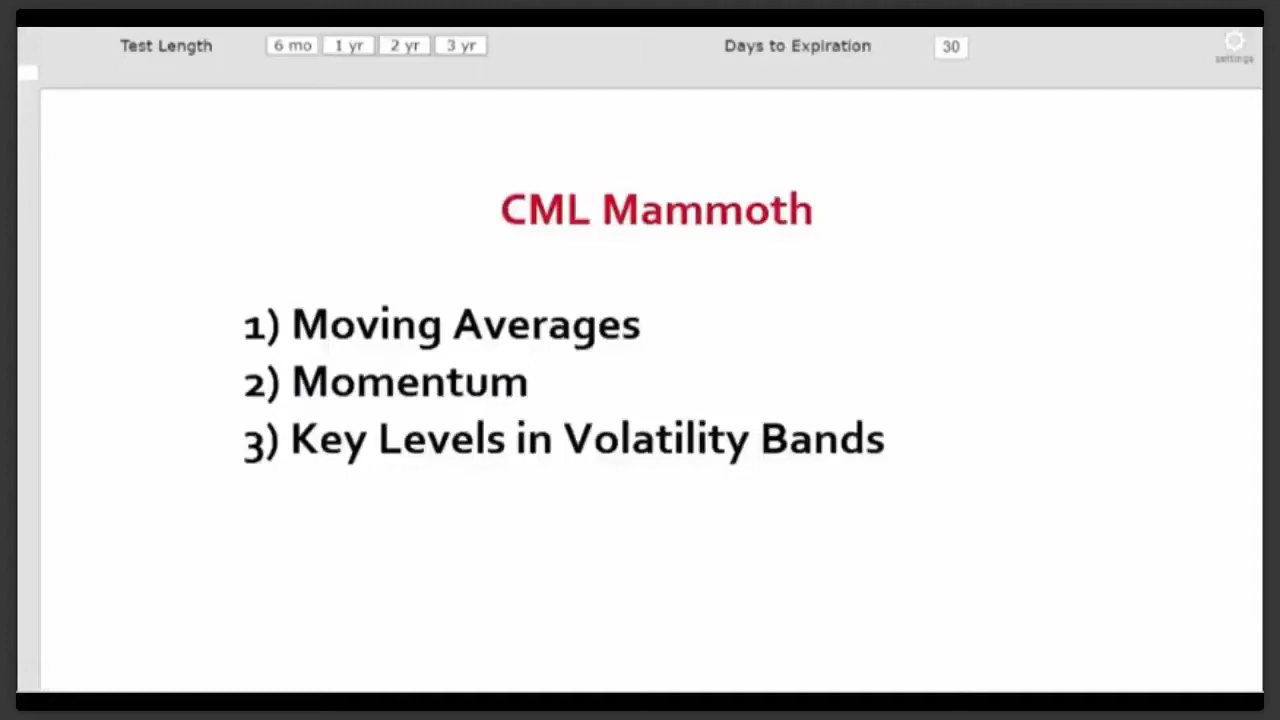 Test Length 6 mo 1 yr 2 yr 3 yr Days to Expiration 30
settings
CML Mammoth
1) Moving Averages
2) Momentum
3) Key Levels in Volatility Bands